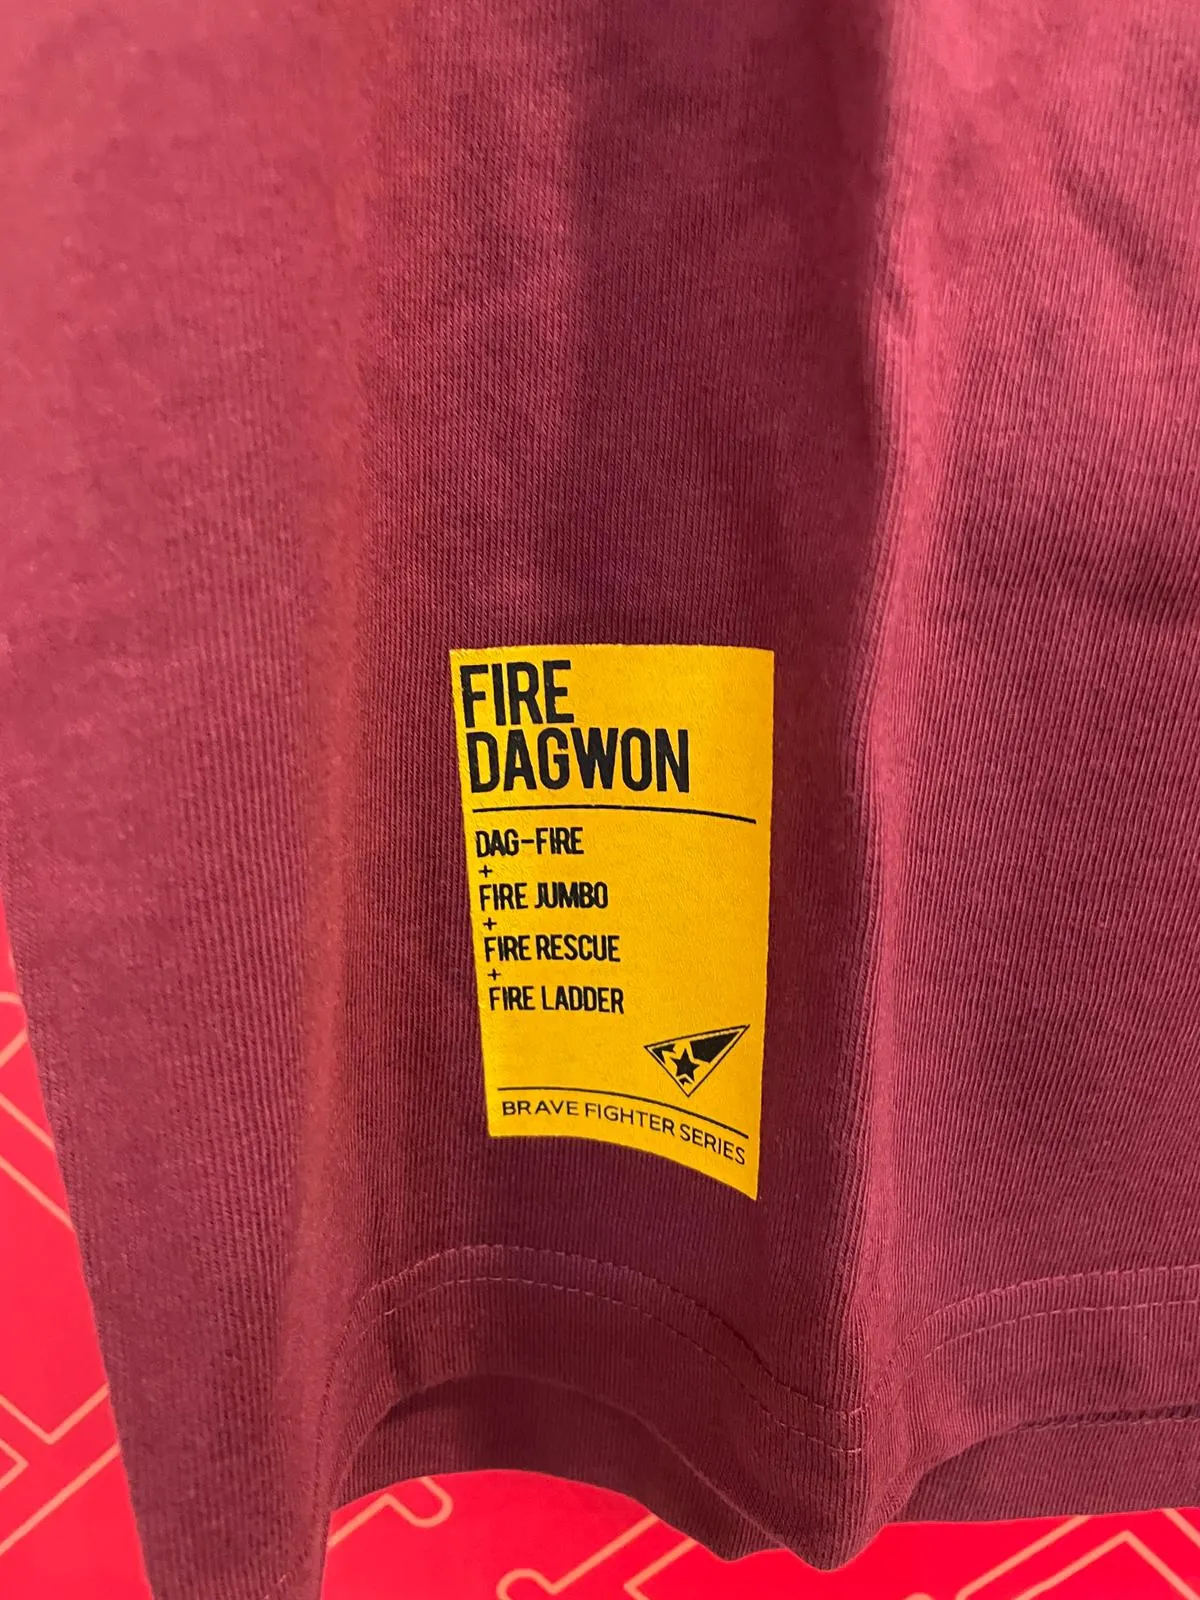 FIRE
DAGWON
DAG-FIRE
+
FIRE JUMBO
+
FIRE RESCUE
+
FIRE LADDER
BRAVE FIGHTER SERIES